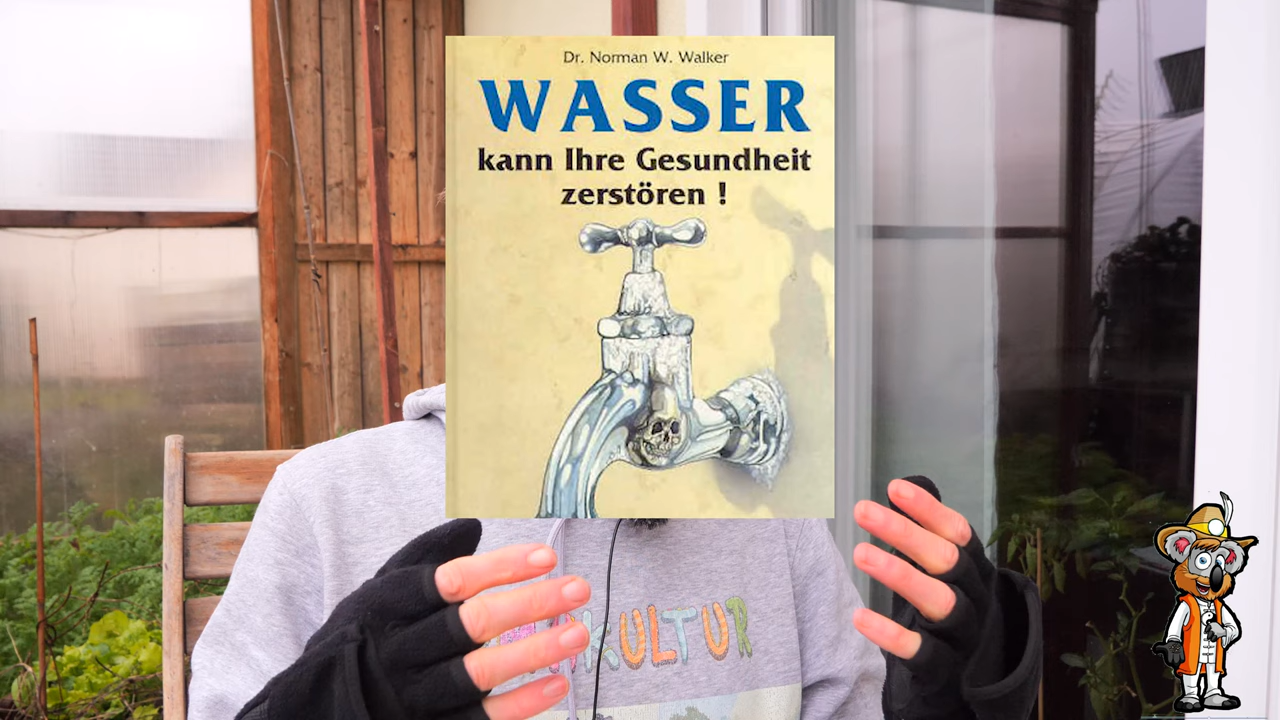 Dr. Norman W. Walker
WASSER
kann Ihre Gesundheit
zerstören !